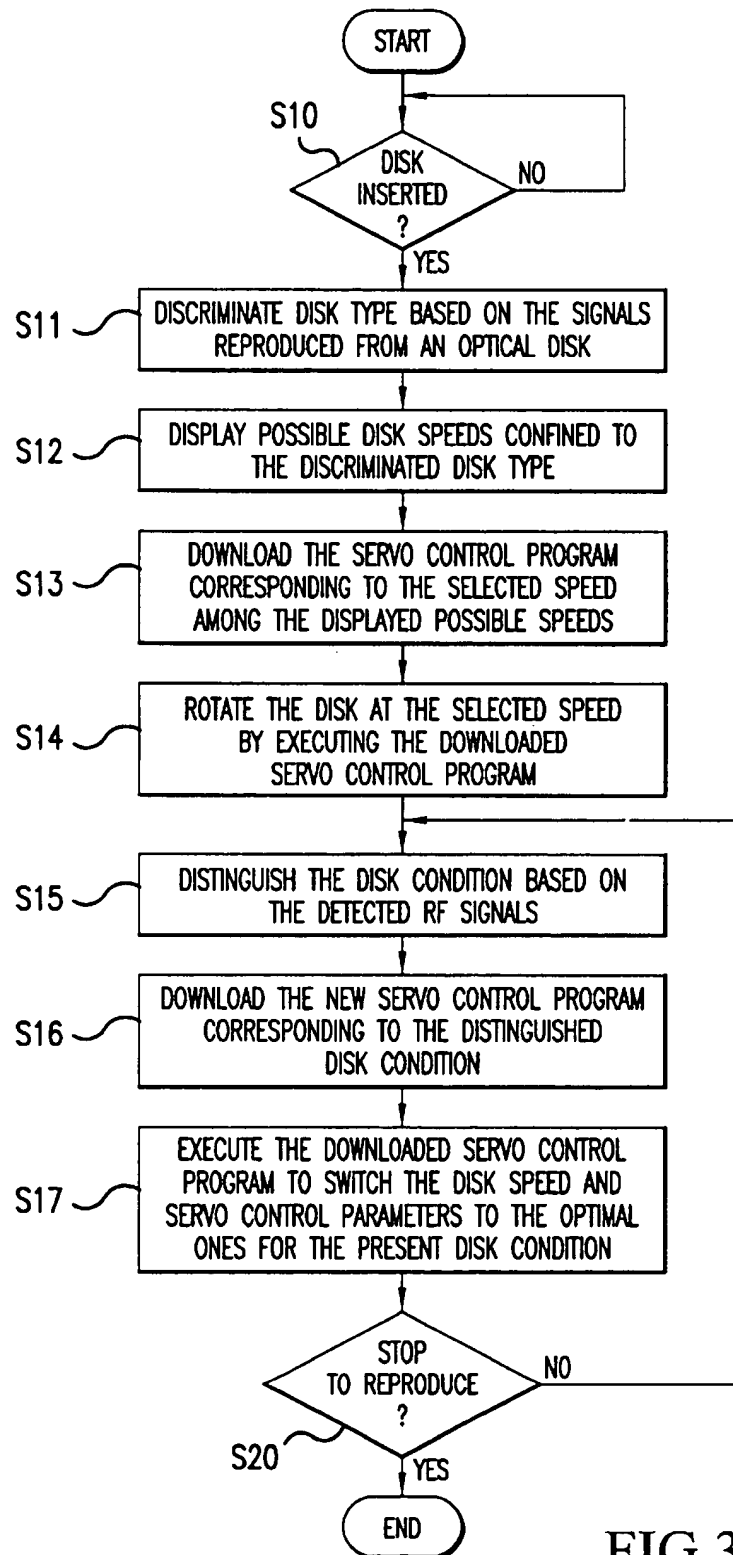 START
S10
DISK
INSERTED
?
NO
YES
S11
DISCRIMINATE DISK TYPE BASED ON THE SIGNALS
REPRODUCED FROM AN OPTICAL DISK
S12
DISPLAY POSSIBLE DISK SPEEDS CONFINED TO
THE DISCRIMINATED DISK TYPE
S13
DOWNLOAD THE SERVO CONTROL PROGRAM
CORRESPONDING TO THE SELECTED SPEED
AMONG THE DISPLAYED POSSIBLE SPEEDS
S14
ROTATE THE DISK AT THE SELECTED SPEED
BY EXECUTING THE DOWNLOADED
SERVO CONTROL PROGRAM
S15
DISTINGUISH THE DISK CONDITION BASED ON
THE DETECTED RF SIGNALS
S16
DOWNLOAD THE NEW SERVO CONTROL PROGRAM
CORRESPONDING TO THE DISTINGUISHED
DISK CONDITION
S17
EXECUTE THE DOWNLOADED SERVO CONTROL
PROGRAM TO SWITCH THE DISK SPEED AND
SERVO CONTROL PARAMETERS TO THE OPTIMAL
ONES FOR THE PRESENT DISK CONDITION
STOP
TO REPRODUCE
?
NO
S20
YES
END
FIG.3